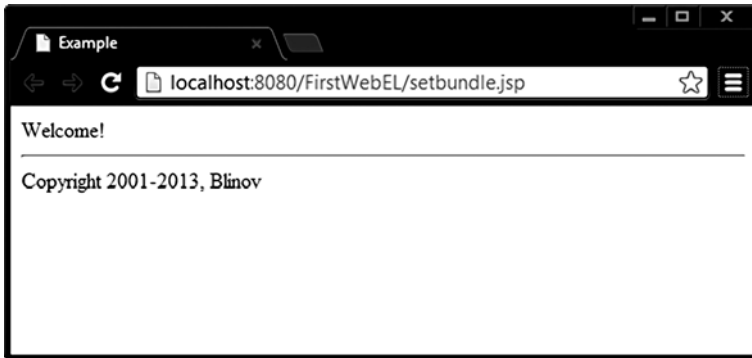 Example
localhost:8080/FirstWebEL/setbundle.jsp
Welcome!
Copyright 2001-2013, Blinov